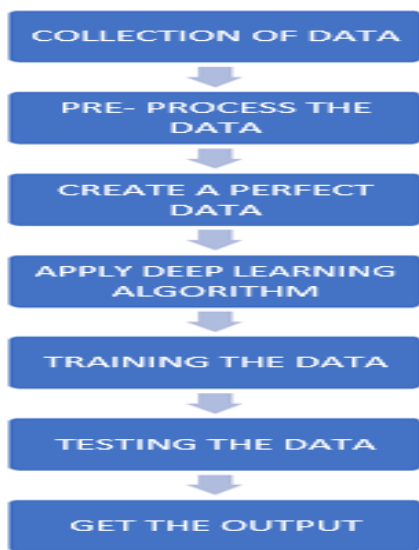 COLLECTION OF DATA
PRE- PROCESS THE
DATA
CREATE A PERFECT
DATA
APPLY DEEP LEARNING
ALGORITHM
TRAINING THE DATA
TESTING THE DATA
GET THE OUTPUT